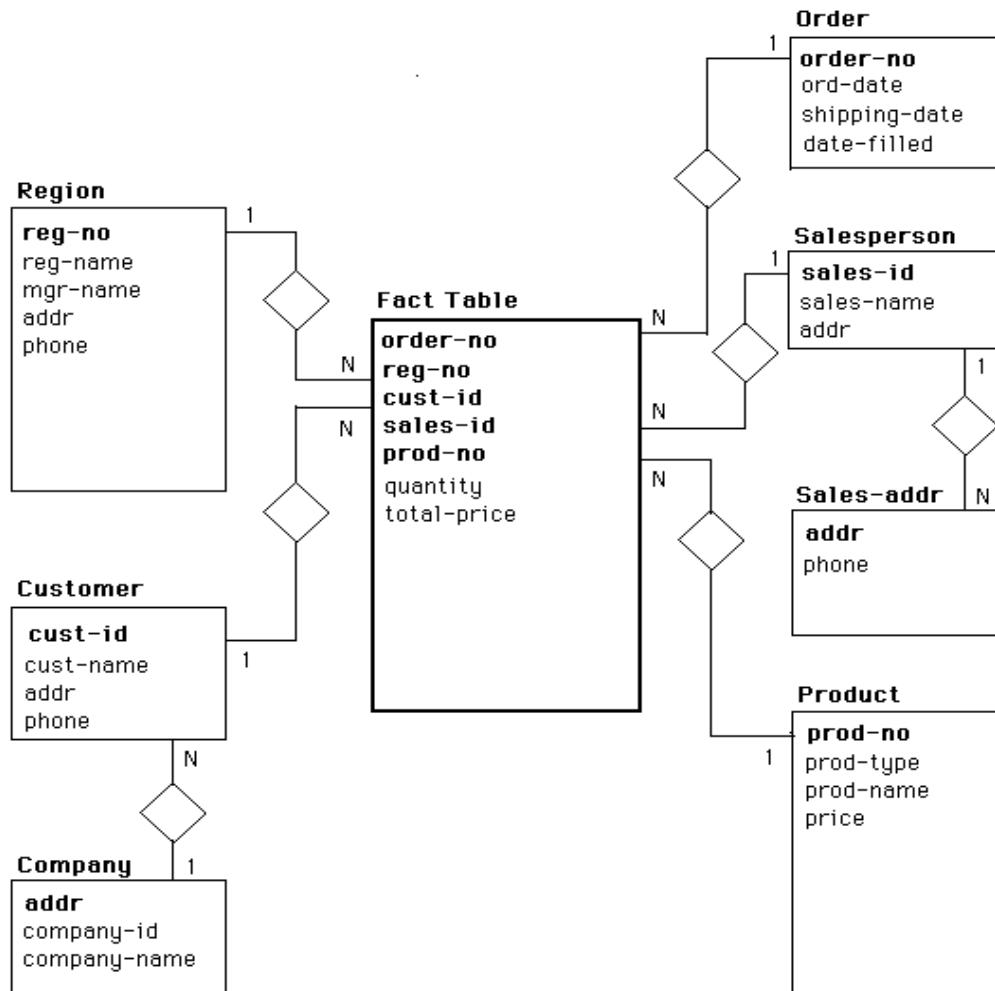 Order
1
order-no
ord-date
shipping-date
date-filled
Region
reg-no
reg-name
mgr-name
addr
phone
1
N
Fact Table
order-no
reg-no
cust-id
sales-id
prod-no
quantity
total-price
N
N
N
N
Salesperson
1
sales-id
sales-name
addr
1
N
Sales-addr
addr
phone
Customer
cust-id
cust-name
addr
phone
1
N
1
Company
addr
company-id
company-name
Product
prod-no
prod-type
prod-name
price
1